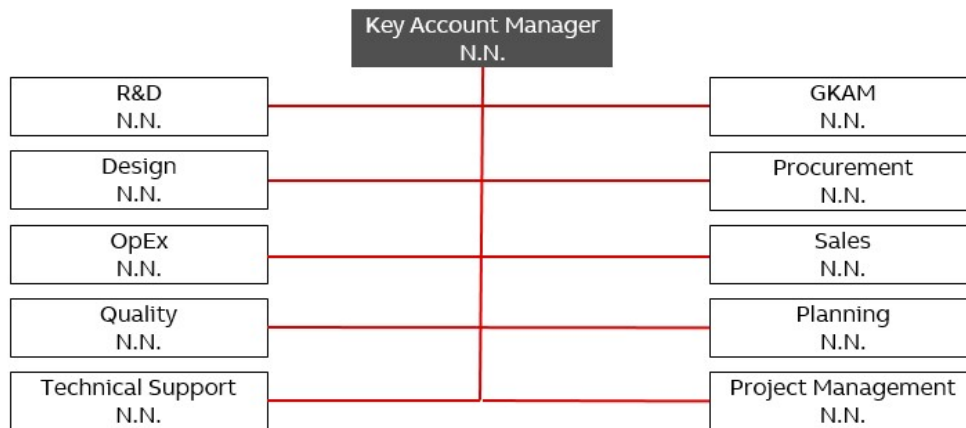 Key Account Manager
N.N.
R&D
N.N.
GKAM
N.N.
Design
N.N.
Procurement
N.N.
OpEx
N.N.
Sales
N.N.
Quality
N.N.
Planning
N.N.
Technical Support
N.N.
Project Management
N.N.